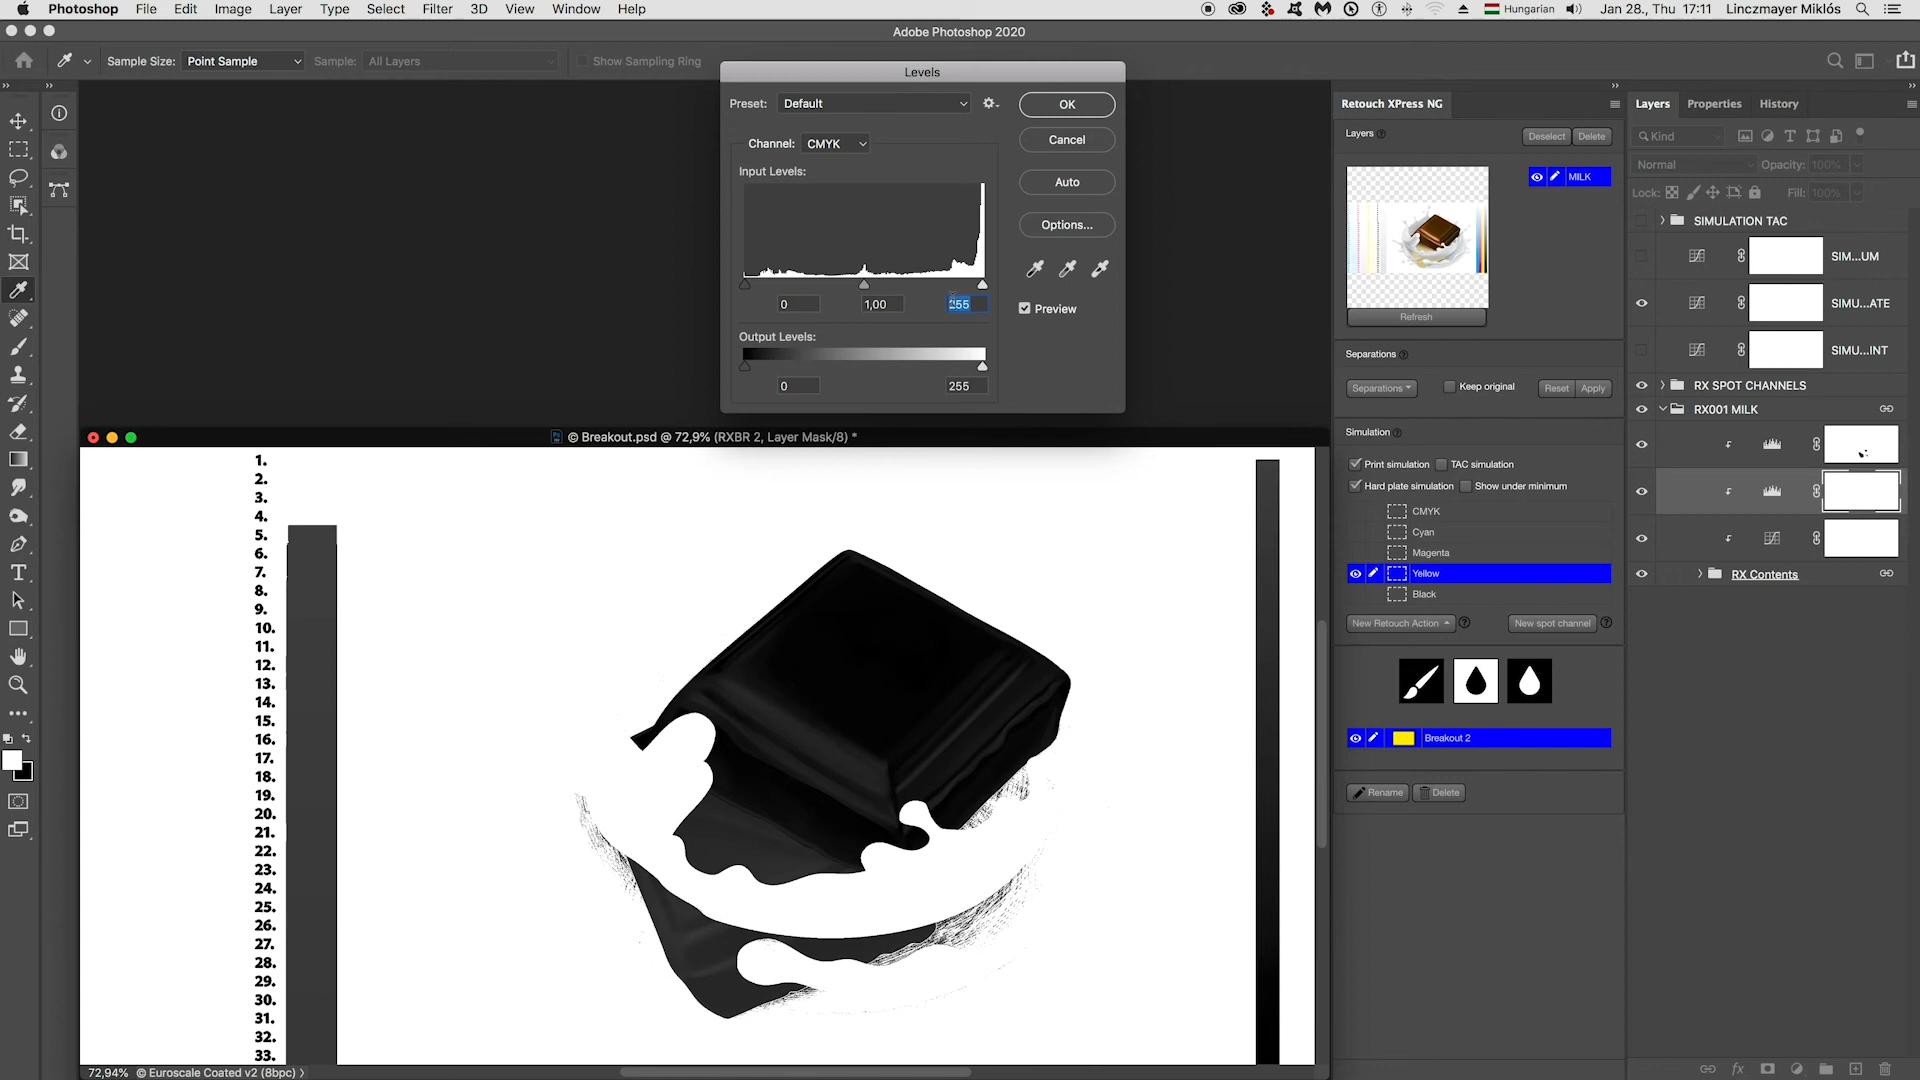 Photoshop File Edit Image Layer Type Select Filter 3D View Window Help Hungarian Jan 28., Thu 17:11 Linczmayer Miklós
Adobe Photoshop 2020
Sample Size: Point Sample Sample: All Layers Show Sampling Ring
Levels
Preset: Default OK
Cancel
Channel: CMYK
Input Levels:
Auto
Options...
0 1,00 255
Preview
Output Levels:
0 255
© Breakout.psd @ 72,9% (RXBR 2, Layer Mask/8) *
1.
2.
3.
4.
5.
6.
7.
8.
9.
10.
11.
12.
13.
14.
15.
16.
17.
18.
19.
20.
21.
22.
23.
24.
25.
26.
27.
28.
29.
30.
31.
32.
33.
72,94% © Euroscale Coated v2 (8bpc)
Retouch XPress NG
Layers Deselect Delete
MILK
Refresh
Separations
Separations Keep original Reset Apply
Simulation
Print simulation TAC simulation
Hard plate simulation Show under minimum
CMYK
Cyan
Magenta
Yellow
Black
New Retouch Action New spot channel
Breakout 2
Rename Delete
Layers Properties History
Kind
Normal Opacity: 100%
Lock: Fill: 100%
SIMULATION TAC
SIM...UM
SIMU...ATE
SIMU...INT
RX SPOT CHANNELS
RX001 MILK
RX Contents
fx